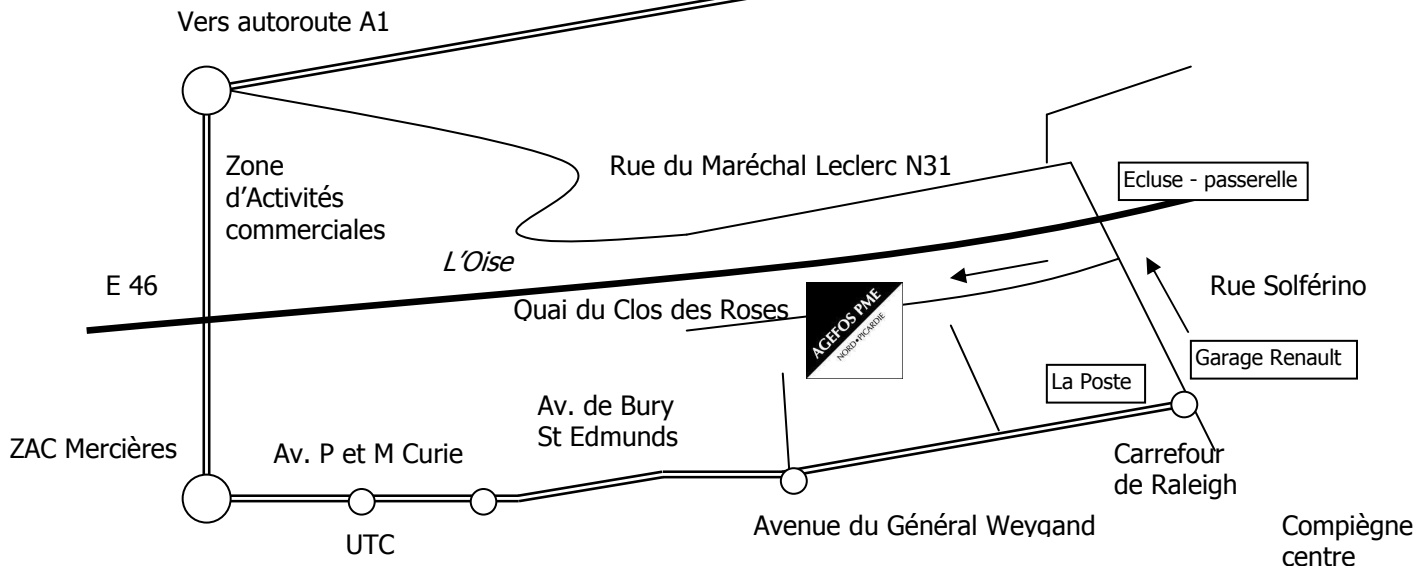 Vers autoroute A1
Zone
d'Activités
commerciales
Rue du Maréchal Leclerc N31
Ecluse - passerelle
L'Oise
E 46
Quai du Clos des Roses
AGEFOS PME
NORD•PICARDIE
Rue Solférino
Garage Renault
La Poste
Av. de Bury
St Edmunds
ZAC Mercières
Av. P et M Curie
Carrefour
de Raleigh
Avenue du Général Weygand
Compiègne
centre
UTC